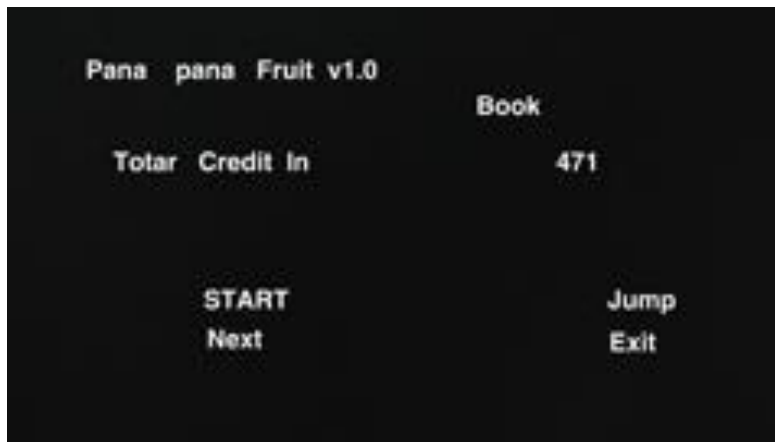 Pana pana Fruit v1.0
Book
Totar Credit In 471
START Jump
Next Exit